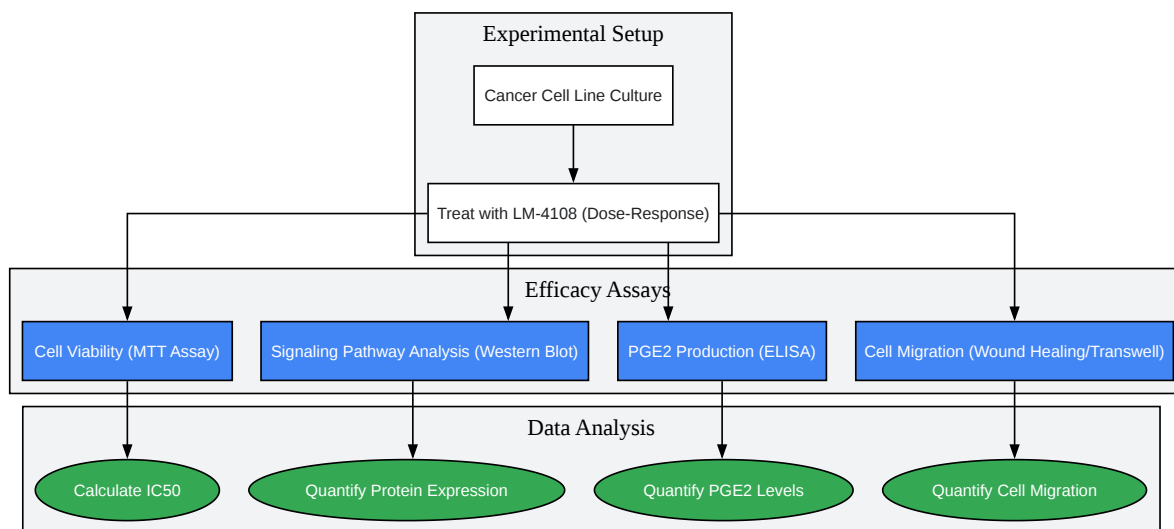 Experimental Setup
Cancer Cell Line Culture
Treat with LM-4108 (Dose-Response)
Efficacy Assays
Cell Viability (MTT Assay)
Signaling Pathway Analysis (Western Blot)
PGE2 Production (ELISA)
Cell Migration (Wound Healing/Transwell)
Data Analysis
Calculate IC50
Quantify Protein Expression
Quantify PGE2 Levels
Quantify Cell Migration